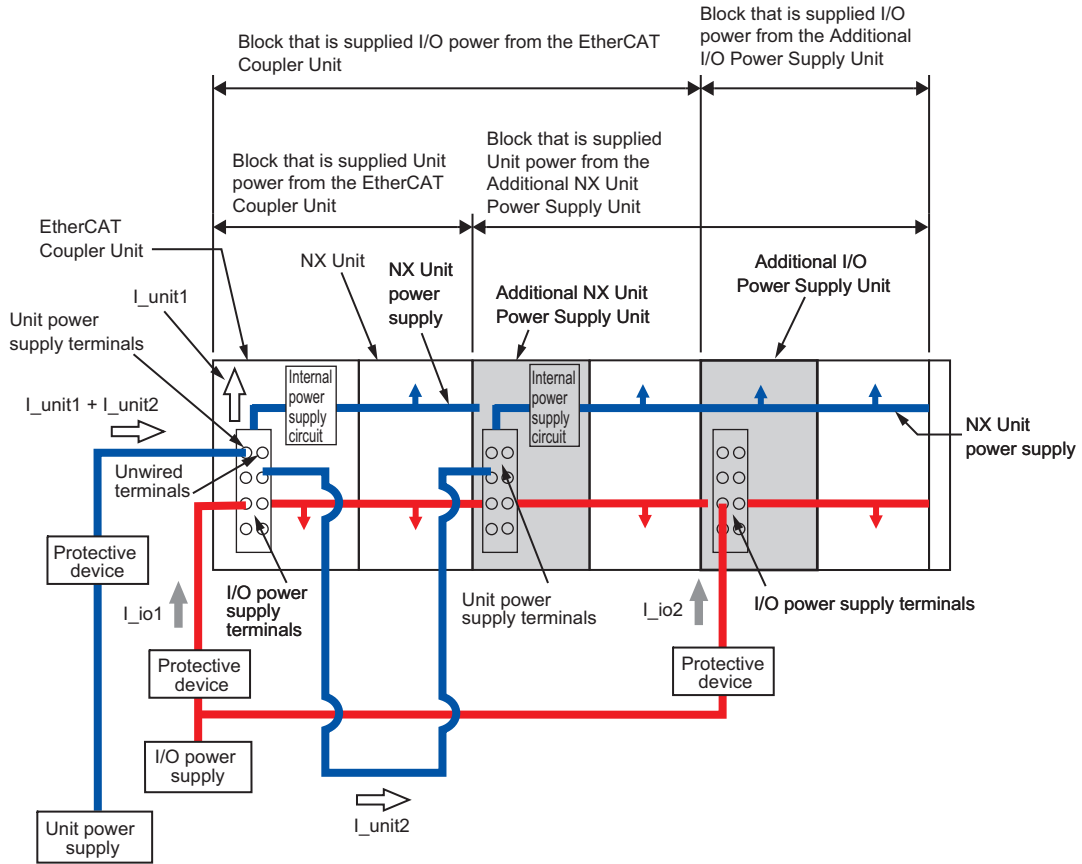 Block that is supplied I/O power from the EtherCAT
Coupler Unit
Block that is supplied I/O
power from the Additional
I/O Power Supply Unit
Block that is supplied Unit
power from the EtherCAT
Coupler Unit
Block that is supplied
Unit power from the
Additional NX Unit
Power Supply Unit
EtherCAT
Coupler Unit
NX Unit
NX Unit
power
supply
Additional NX Unit
Power Supply Unit
Additional I/O
Power Supply Unit
I_unit1
Unit power
supply terminals
Internal
power
supply
circuit
Internal
power
supply
circuit
I_unit1 + I_unit2
NX Unit
power supply
Unwired
terminals
Protective
device
I_io1
I/O power
supply
terminals
Unit power
supply terminals
I_io2
I/O power supply terminals
Protective
device
Protective
device
I/O power
supply
I_unit2
Unit power
supply